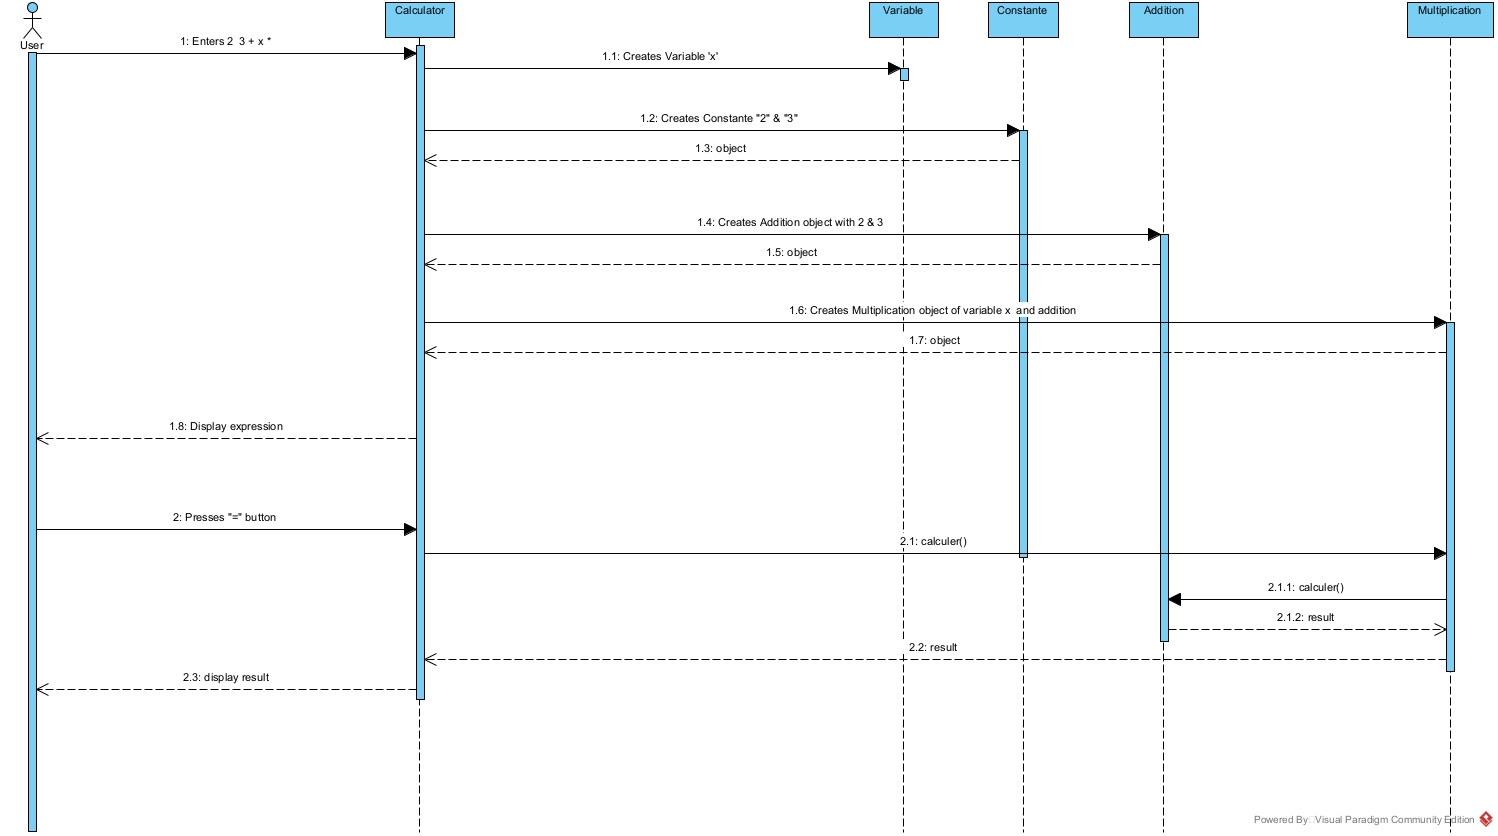 Calculator
Variable
Constante
Addition
Multiplication
User
1: Enters 2 3 + x *
1.1: Creates Variable 'x'
1.2: Creates Constante "2" & "3"
1.3: object
1.4: Creates Addition object with 2 & 3
1.5: object
1.6: Creates Multiplication object of variable x and addition
1.7: object
1.8: Display expression
2: Presses "=" button
2.1: calculer()
2.1.1: calculer()
2.1.2: result
2.2: result
2.3: display result
Powered By Visual Paradigm Community Edition